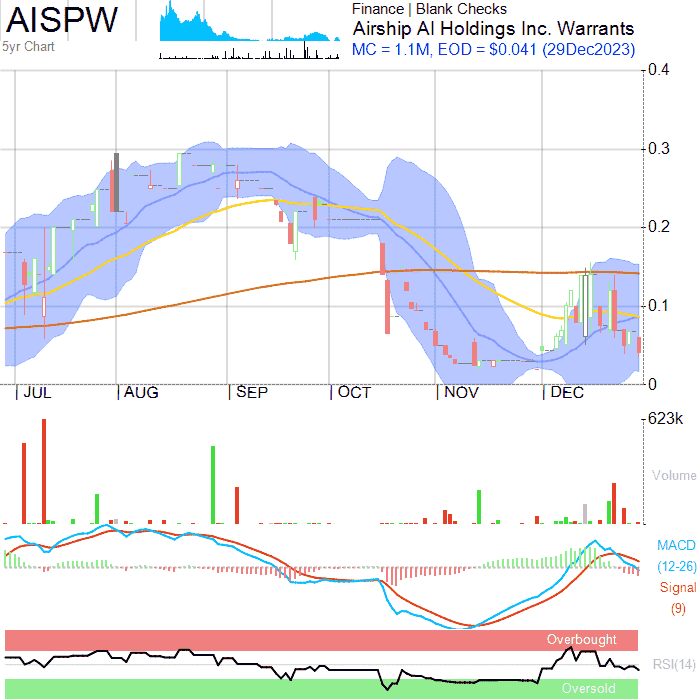 AISPW
5yr Chart
Finance | Blank Checks
Airship AI Holdings Inc. Warrants
MC = 1.1M, EOD = $0.041 (29Dec2023)
0.4
0.3
0.2
0.1
0
JUL AUG SEP OCT NOV DEC
623k
Volume
MACD
(12-26)
Signal
(9)
Overbought
RSI(14)
Oversold